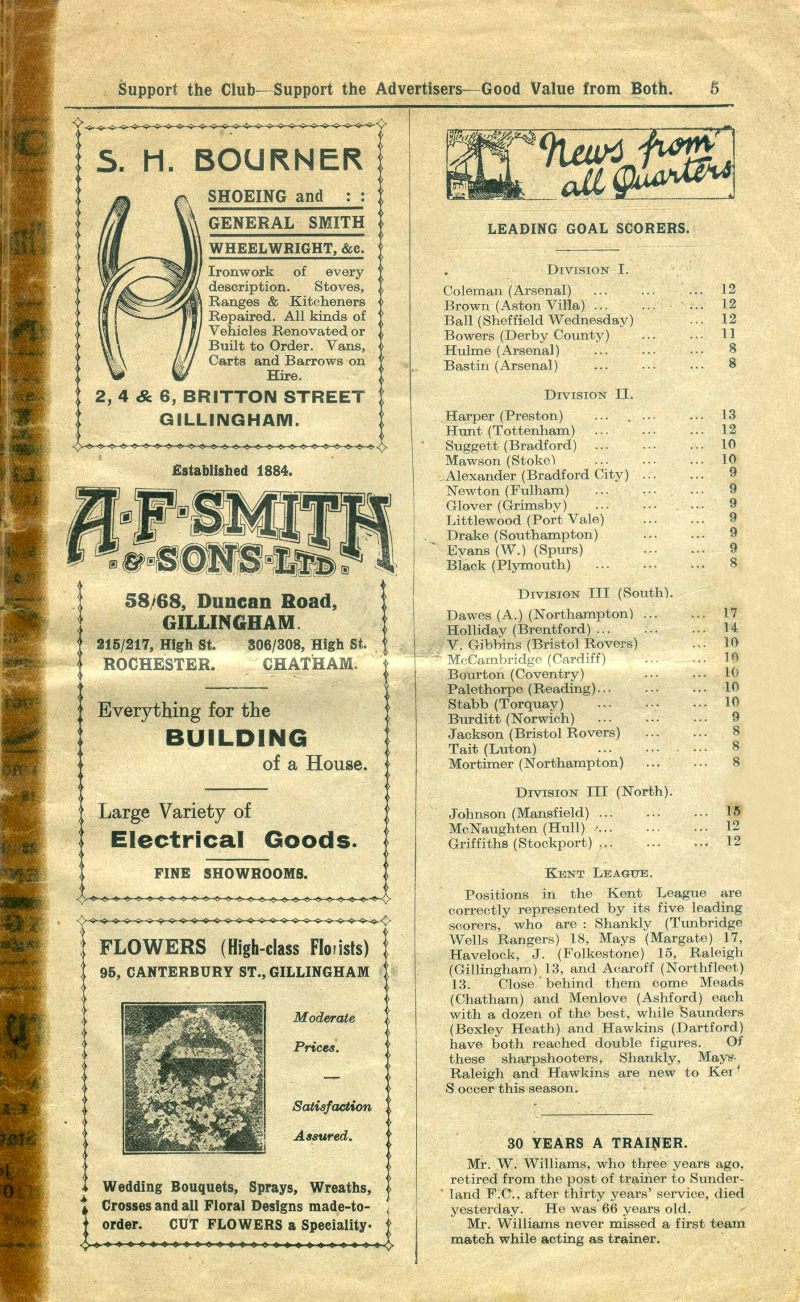 Support the Club—Support the Advertisers—Good Value from Both. 5
S. H. BOURNER
SHOEING and : :
GENERAL SMITH
WHEELWRIGHT, &c.
Ironwork of every
description. Stoves,
Ranges & Kitcheners
Repaired. All kinds of
Vehicles Renovated or
Built to Order. Vans,
Carts and Barrows on
Hire.
2, 4 & 6, BRITTON STREET
GILLINGHAM.
Established 1884.
A·F·SMITH
·&·SONS·LTD·
58/68, Duncan Road,
GILLINGHAM.
215/217, High St. 306/308, High St.
ROCHESTER. CHATHAM.
Everything for the
BUILDING
of a House.
Large Variety of
Electrical Goods.
FINE SHOWROOMS.
FLOWERS (High-class Florists)
95, CANTERBURY ST., GILLINGHAM
Moderate
Prices.
—
Satisfaction
Assured.
Wedding Bouquets, Sprays, Wreaths,
Crosses and all Floral Designs made-to-
order. CUT FLOWERS a Speciality.
News from
all Quarters
LEADING GOAL SCORERS.
DIVISION I.
Coleman (Arsenal) ... ... ... 12
Brown (Aston Villa) ... ... ... 12
Ball (Sheffield Wednesday) ... 12
Bowers (Derby County) ... ... 11
Hulme (Arsenal) ... ... ... 8
Bastin (Arsenal) ... ... ... 8
DIVISION II.
Harper (Preston) ... ... ... 13
Hunt (Tottenham) ... ... ... 12
Suggett (Bradford) ... ... ... 10
Mawson (Stoke) ... ... ... 10
Alexander (Bradford City) ... ... 9
Newton (Fulham) ... ... ... 9
Glover (Grimsby) ... ... ... 9
Littlewood (Port Vale) ... ... 9
Drake (Southampton) ... ... 9
Evans (W.) (Spurs) ... ... 9
Black (Plymouth) ... ... ... 8
DIVISION III (South).
Dawes (A.) (Northampton) ... ... 17
Holliday (Brentford) ... ... ... 14
V. Gibbins (Bristol Rovers) ... 10
McCambridge (Cardiff) ... ... 10
Bourton (Coventry) ... ... 10
Palethorpe (Reading)... ... ... 10
Stabb (Torquay) ... ... ... 10
Burditt (Norwich) ... ... ... 9
Jackson (Bristol Rovers) ... ... 8
Tait (Luton) ... ... ... 8
Mortimer (Northampton) ... ... 8
DIVISION III (North).
Johnson (Mansfield) ... ... ... 15
McNaughten (Hull) ... ... ... 12
Griffiths (Stockport) ... ... ... 12
KENT LEAGUE.
Positions in the Kent League are
correctly represented by its five leading
scorers, who are : Shankly (Tunbridge
Wells Rangers) 18, Mays (Margate) 17,
Havelock, J. (Folkestone) 15, Raleigh
(Gillingham) 13, and Acaroff (Northfleet)
13. Close behind them come Meads
(Chatham) and Menlove (Ashford) each
with a dozen of the best, while Saunders
(Bexley Heath) and Hawkins (Dartford)
have both reached double figures. Of
these sharpshooters, Shankly, Mays
Raleigh and Hawkins are new to
Soccer this season.
30 YEARS A TRAINER.
Mr. W. Williams, who three years ago,
retired from the post of trainer to Sunder-
land F.C., after thirty years' service, died
yesterday. He was 66 years old.
Mr. Williams never missed a first team
match while acting as trainer.